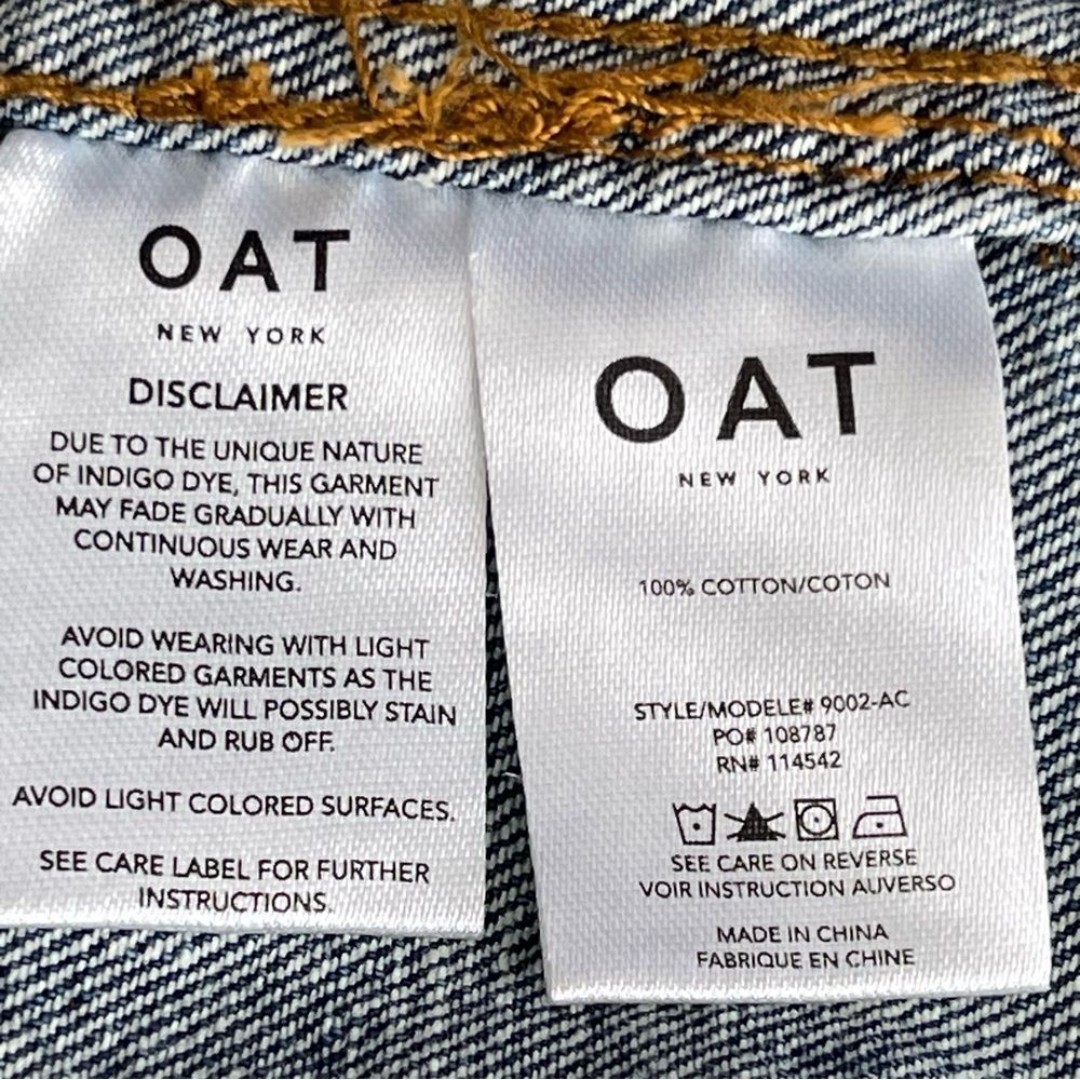 OAT
NEW YORK
DISCLAIMER
DUE TO THE UNIQUE NATURE
OF INDIGO DYE, THIS GARMENT
MAY FADE GRADUALLY WITH
CONTINUOUS WEAR AND
WASHING.
AVOID WEARING WITH LIGHT
COLORED GARMENTS AS THE
INDIGO DYE WILL POSSIBLY STAIN
AND RUB OFF.
AVOID LIGHT COLORED SURFACES.
SEE CARE LABEL FOR FURTHER
INSTRUCTIONS.
OAT
NEW YORK
100% COTTON/COTON
STYLE/MODELE# 9002-AC
PO# 108787
RN# 114542
SEE CARE ON REVERSE
VOIR INSTRUCTION AUVERSO
MADE IN CHINA
FABRIQUE EN CHINE